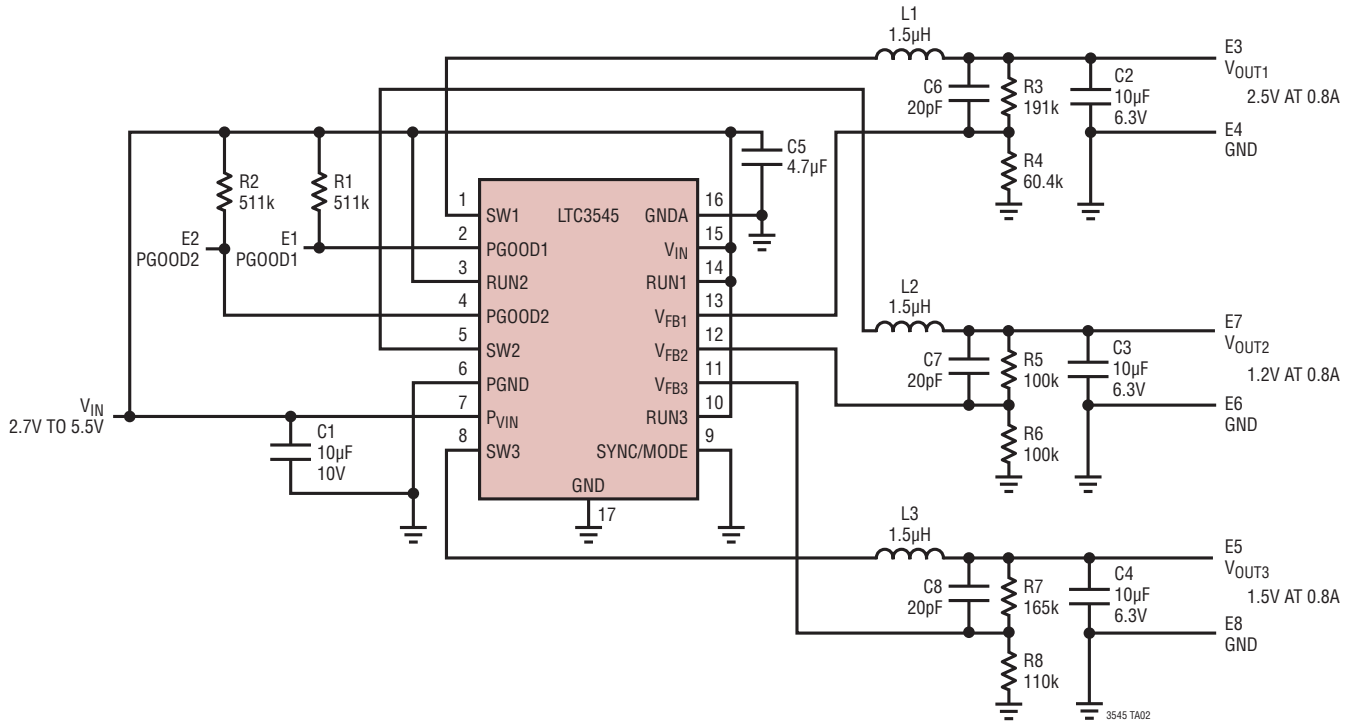 L1
1.5µH
E3
VOUT1
2.5V AT 0.8A
C6
20pF
R3
191k
C2
10µF
6.3V
E4
GND
R4
60.4k
C5
4.7µF
R2
511k
R1
511k
E2
PGOOD2
E1
PGOOD1
LTC3545
1
SW1
2
PGOOD1
3
RUN2
4
PGOOD2
5
SW2
6
PGND
7
PVIN
8
SW3
16
GNDA
15
VIN
14
RUN1
13
VFB1
12
VFB2
11
VFB3
10
RUN3
9
SYNC/MODE
GND
17
VIN
2.7V TO 5.5V
C1
10µF
10V
L2
1.5µH
E7
VOUT2
1.2V AT 0.8A
C7
20pF
R5
100k
C3
10µF
6.3V
E6
GND
R6
100k
L3
1.5µH
E5
VOUT3
1.5V AT 0.8A
C8
20pF
R7
165k
C4
10µF
6.3V
E8
GND
R8
110k
3545 TA02